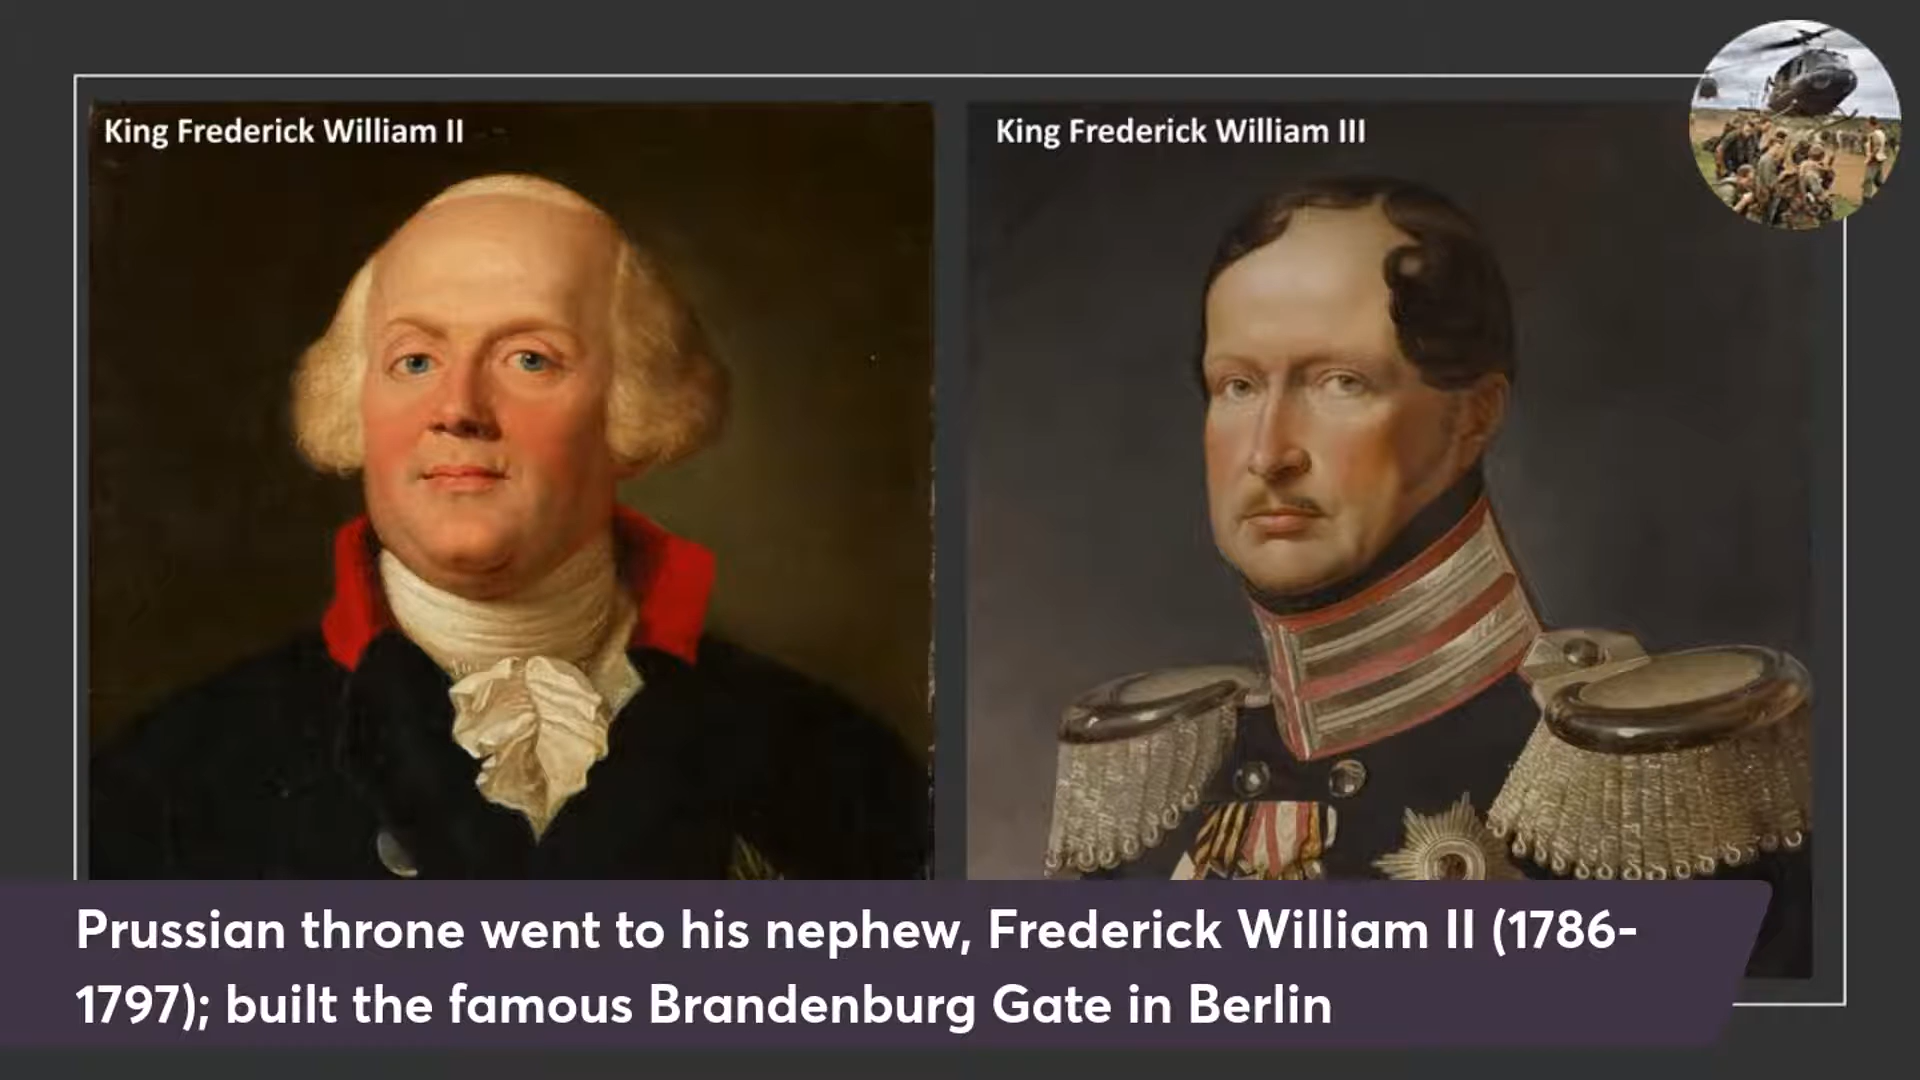 King Frederick William II
King Frederick William III
Prussian throne went to his nephew, Frederick William II (1786-
1797); built the famous Brandenburg Gate in Berlin